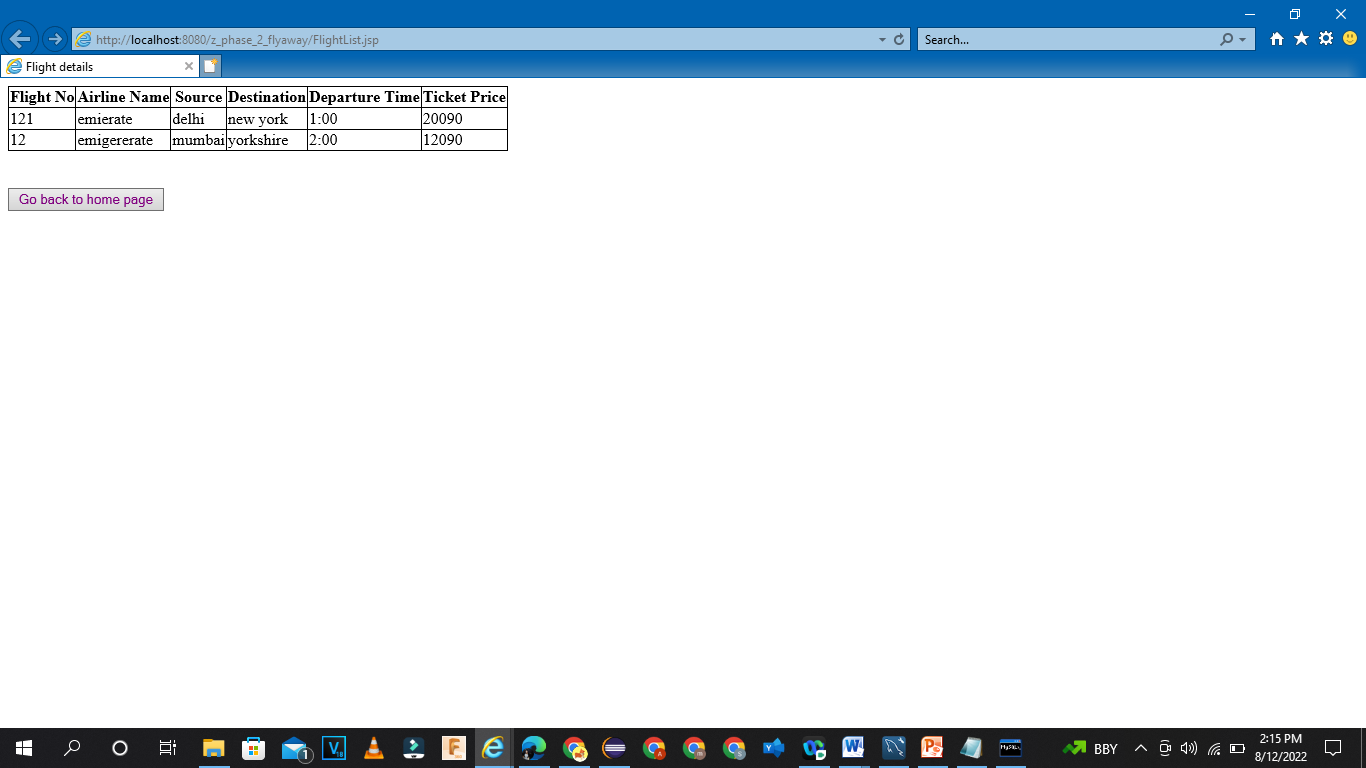 http://localhost:8080/z_phase_2_flyaway/FlightList.jsp
Search...
Flight details
Flight No Airline Name Source Destination Departure Time Ticket Price
121 emierate delhi new york 1:00 20090
12 emigererate mumbai yorkshire 2:00 12090
Go back to home page
BBY
2:15 PM
8/12/2022